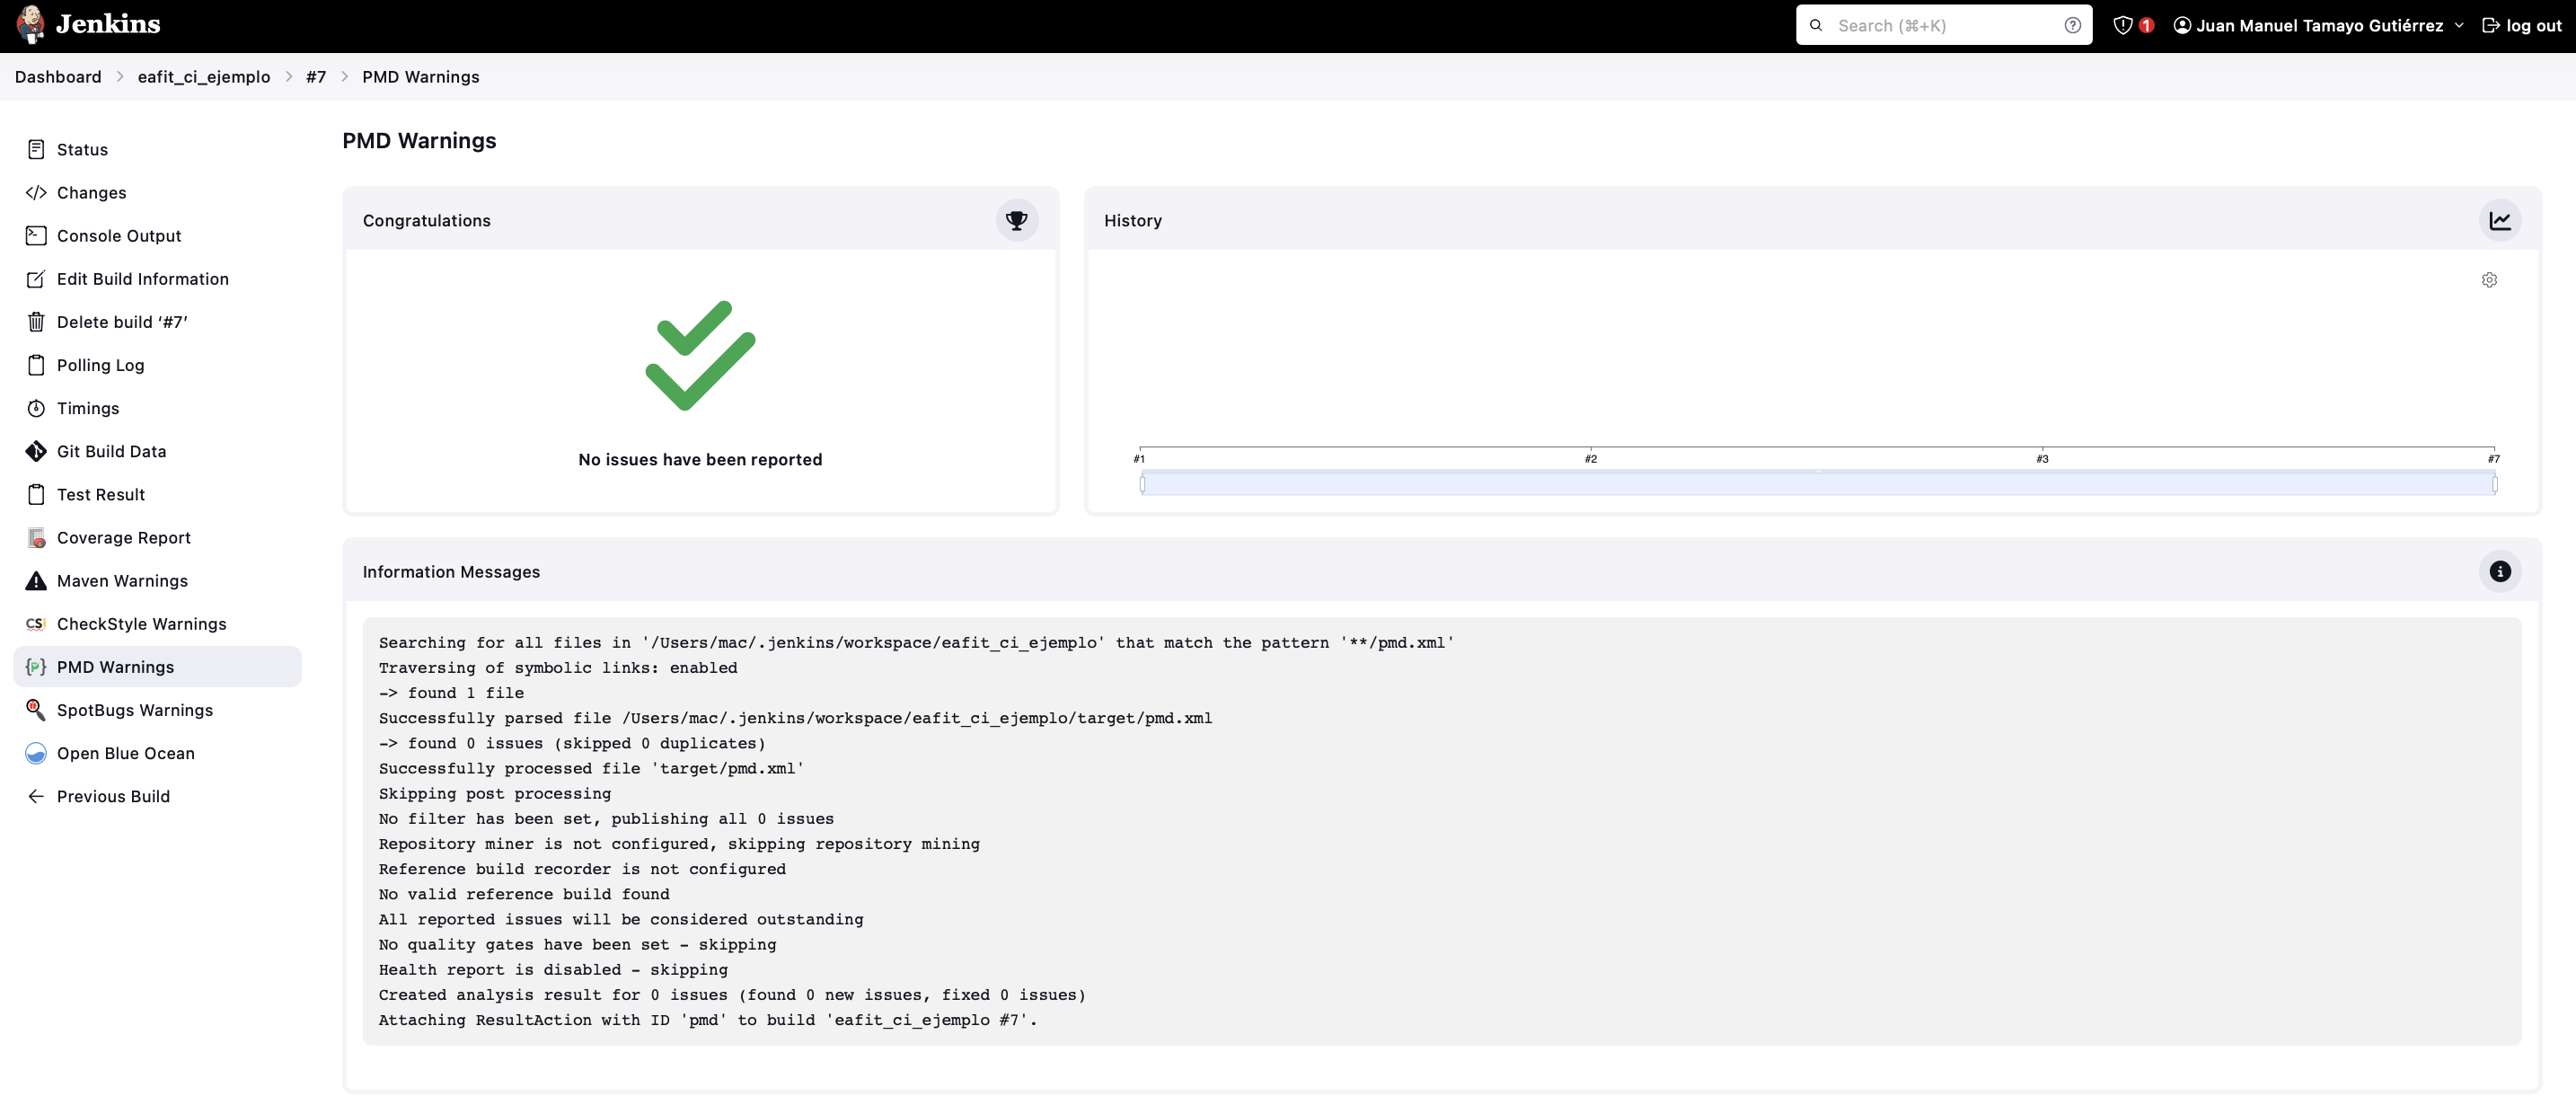 Jenkins
Search (⌘+K)
1
Juan Manuel Tamayo Gutiérrez
log out
Dashboard
eafit_ci_ejemplo
#7
PMD Warnings
Status
Changes
Console Output
Edit Build Information
Delete build ‘#7’
Polling Log
Timings
Git Build Data
Test Result
Coverage Report
Maven Warnings
CS! CheckStyle Warnings
{P} PMD Warnings
SpotBugs Warnings
Open Blue Ocean
Previous Build
PMD Warnings
Congratulations
No issues have been reported
History
#1 #2 #3 #7
Information Messages
Searching for all files in '/Users/mac/.jenkins/workspace/eafit_ci_ejemplo' that match the pattern '**/pmd.xml'
Traversing of symbolic links: enabled
-> found 1 file
Successfully parsed file /Users/mac/.jenkins/workspace/eafit_ci_ejemplo/target/pmd.xml
-> found 0 issues (skipped 0 duplicates)
Successfully processed file 'target/pmd.xml'
Skipping post processing
No filter has been set, publishing all 0 issues
Repository miner is not configured, skipping repository mining
Reference build recorder is not configured
No valid reference build found
All reported issues will be considered outstanding
No quality gates have been set - skipping
Health report is disabled - skipping
Created analysis result for 0 issues (found 0 new issues, fixed 0 issues)
Attaching ResultAction with ID 'pmd' to build 'eafit_ci_ejemplo #7'.